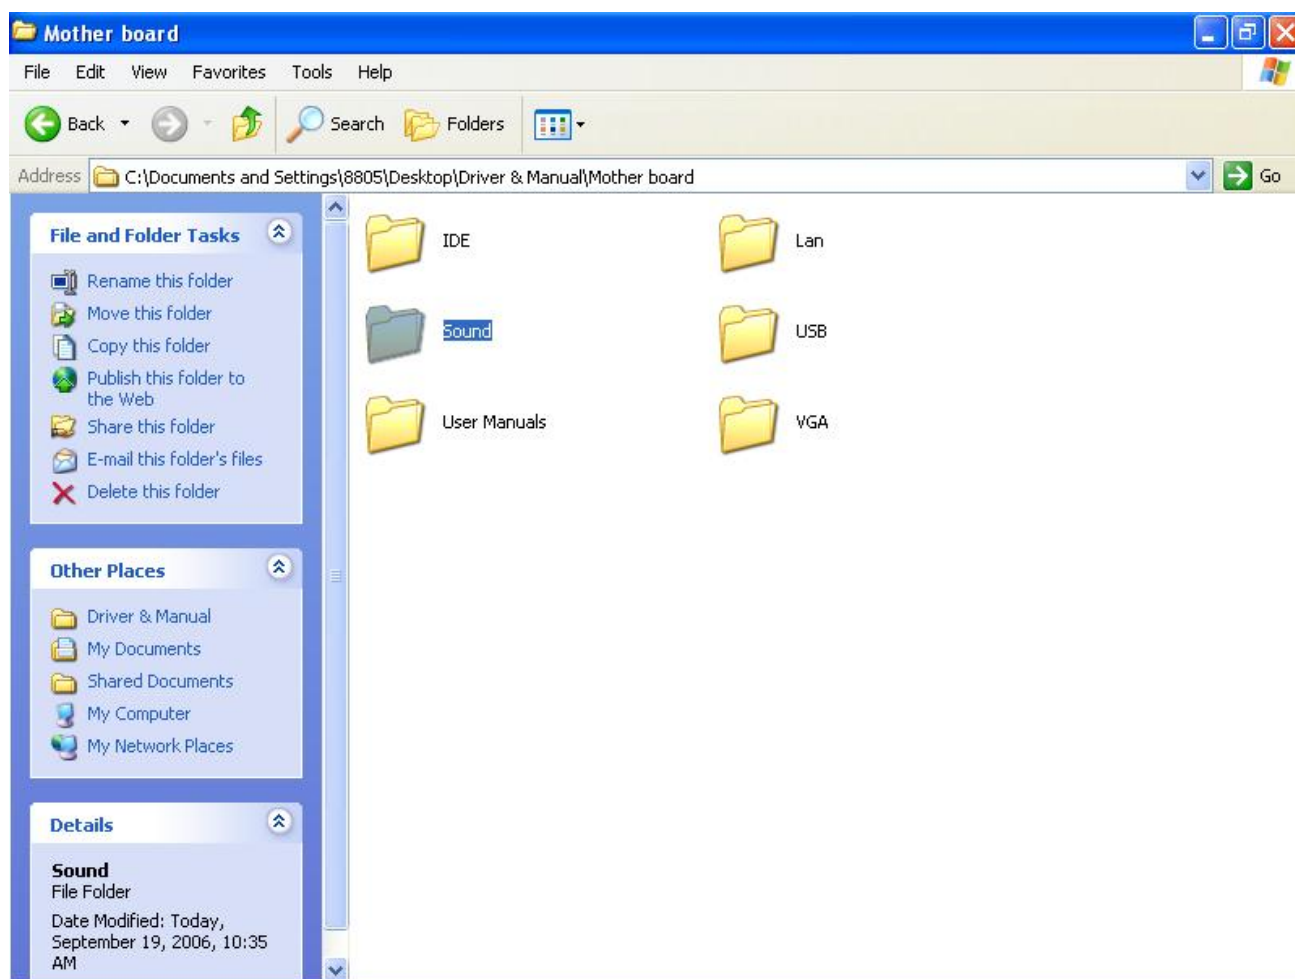 Mother board
File Edit View Favorites Tools Help
Back Search Folders
Address C:\Documents and Settings\8805\Desktop\Driver & Manual\Mother board Go
File and Folder Tasks
Rename this folder
Move this folder
Copy this folder
Publish this folder to
the Web
Share this folder
E-mail this folder's files
Delete this folder
Other Places
Driver & Manual
My Documents
Shared Documents
My Computer
My Network Places
Details
Sound
File Folder
Date Modified: Today,
September 19, 2006, 10:35
AM
IDE Lan
Sound USB
User Manuals VGA